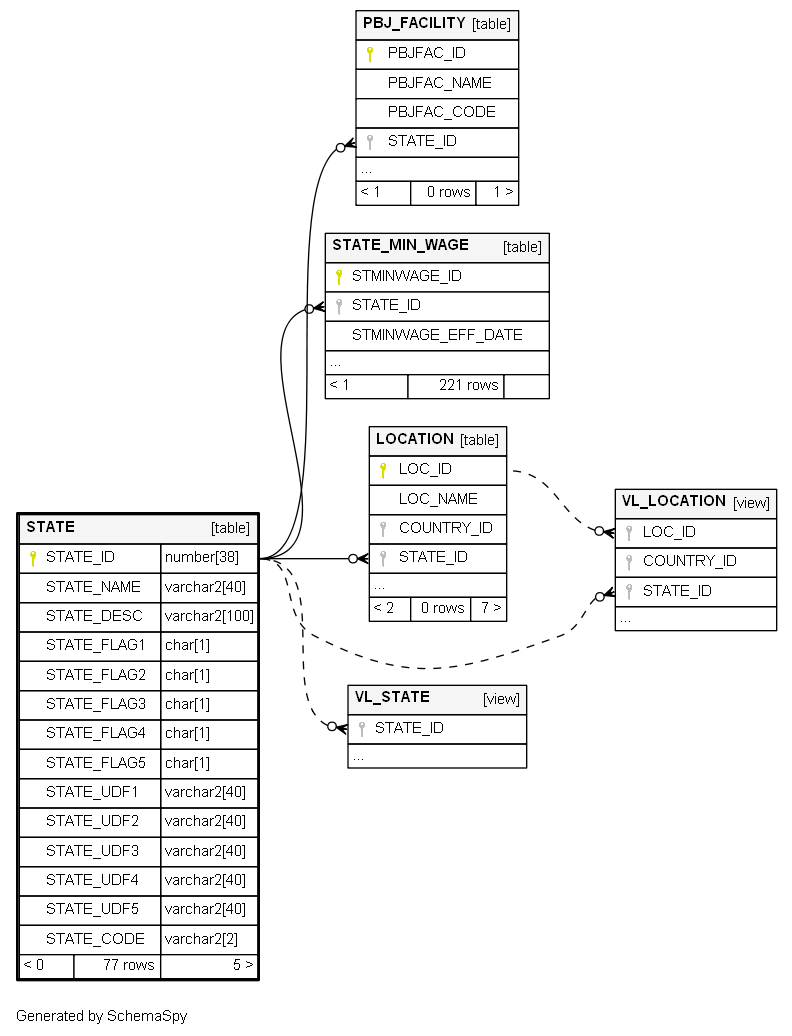 PBJ_FACILITY [table]
PBJFAC_ID
PBJFAC_NAME
PBJFAC_CODE
STATE_ID
...
< 1 0 rows 1 >
STATE_MIN_WAGE [table]
STMINWAGE_ID
STATE_ID
STMINWAGE_EFF_DATE
...
< 1 221 rows
LOCATION [table]
LOC_ID
LOC_NAME
COUNTRY_ID
STATE_ID
...
< 2 0 rows 7 >
VL_LOCATION [view]
LOC_ID
COUNTRY_ID
STATE_ID
...
STATE [table]
STATE_ID number[38]
STATE_NAME varchar2[40]
STATE_DESC varchar2[100]
STATE_FLAG1 char[1]
STATE_FLAG2 char[1]
STATE_FLAG3 char[1]
STATE_FLAG4 char[1]
STATE_FLAG5 char[1]
STATE_UDF1 varchar2[40]
STATE_UDF2 varchar2[40]
STATE_UDF3 varchar2[40]
STATE_UDF4 varchar2[40]
STATE_UDF5 varchar2[40]
STATE_CODE varchar2[2]
< 0 77 rows 5 >
VL_STATE [view]
STATE_ID
...
Generated by SchemaSpy